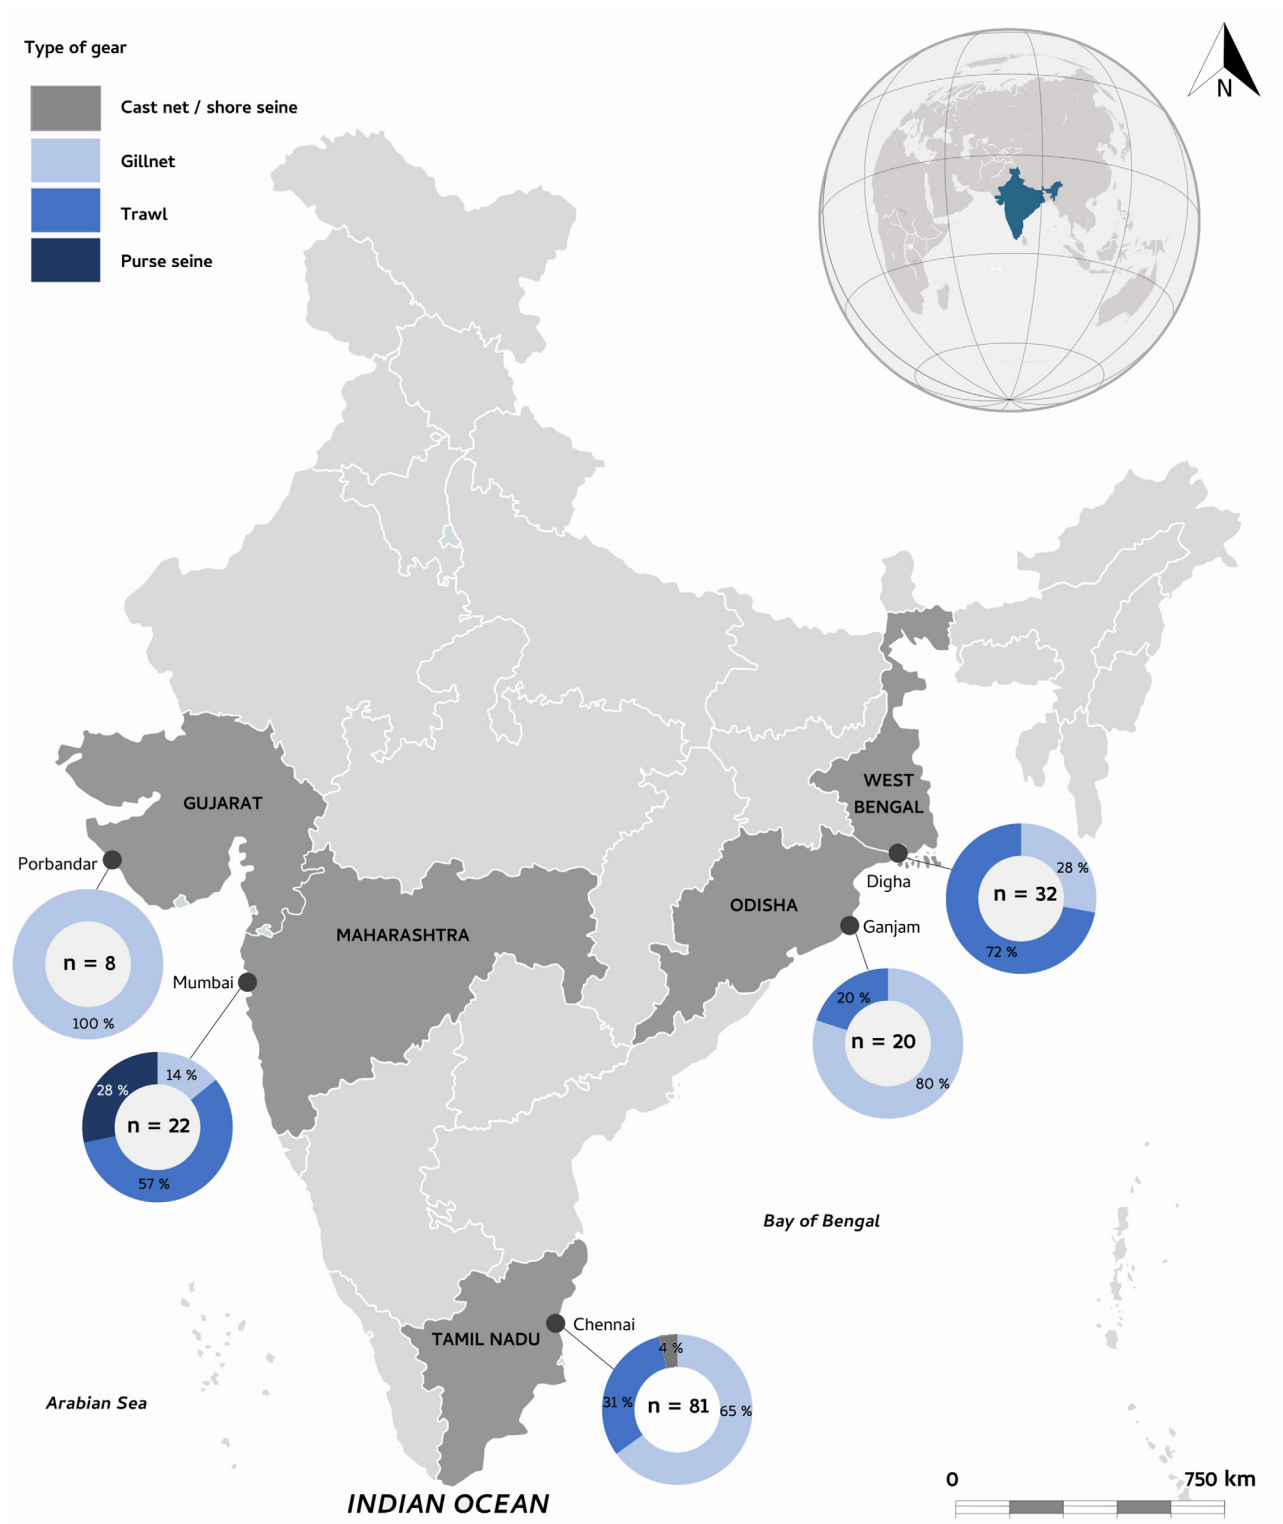 Type of gear
Cast net / shore seine
Gillnet
Trawl
Purse seine
N
GUJARAT
Porbandar
n = 8
100 %
MAHARASHTRA
Mumbai
14 %
28 %
n = 22
57 %
WEST
BENGAL
Digha
28 %
n = 32
72 %
ODISHA
Ganjam
20 %
n = 20
80 %
Bay of Bengal
TAMIL NADU
Chennai
4 %
31 %
n = 81
65 %
Arabian Sea
INDIAN OCEAN
0
750 km